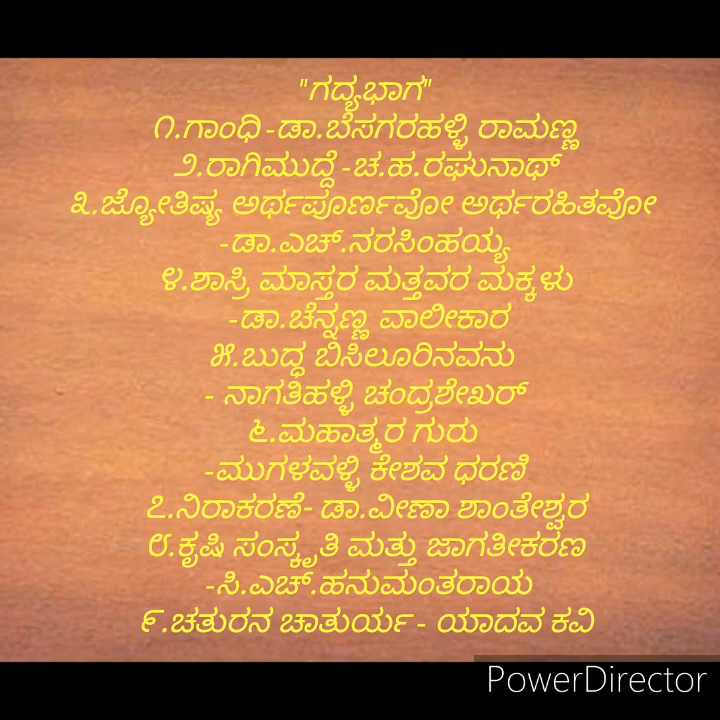 "ಗದ್ಯಭಾಗ"
೧.ಗಾಂಧಿ -ಡಾ.ಬೆಸಗರಹಳ್ಳಿ ರಾಮಣ್ಣ
೨.ರಾಗಿಮುದ್ದೆ -ಚ.ಹ.ರಘುನಾಥ್
೩.ಜ್ಯೋತಿಷ್ಯ ಅರ್ಥಪೂರ್ಣವೋ ಅರ್ಥರಹಿತವೋ
-ಡಾ.ಎಚ್.ನರಸಿಂಹಯ್ಯ
೪.ಶಾಸ್ರಿ ಮಾಸ್ತರ ಮತ್ತವರ ಮಕ್ಕಳು
-ಡಾ.ಚೆನ್ನಣ್ಣ ವಾಲೀಕಾರ
೫.ಬುದ್ಧ ಬಿಸಿಲೂರಿನವನು
- ನಾಗತಿಹಳ್ಳಿ ಚಂದ್ರಶೇಖರ್
೬.ಮಹಾತ್ಮರ ಗುರು
-ಮುಗಳವಳ್ಳಿ ಕೇಶವ ಧರಣಿ
೭.ನಿರಾಕರಣೆ- ಡಾ.ವೀಣಾ ಶಾಂತೇಶ್ವರ
೮.ಕೃಷಿ ಸಂಸ್ಕೃತಿ ಮತ್ತು ಜಾಗತೀಕರಣ
-ಸಿ.ಎಚ್.ಹನುಮಂತರಾಯ
೯.ಚತುರನ ಚಾತುರ್ಯ - ಯಾದವ ಕವಿ
PowerDirector